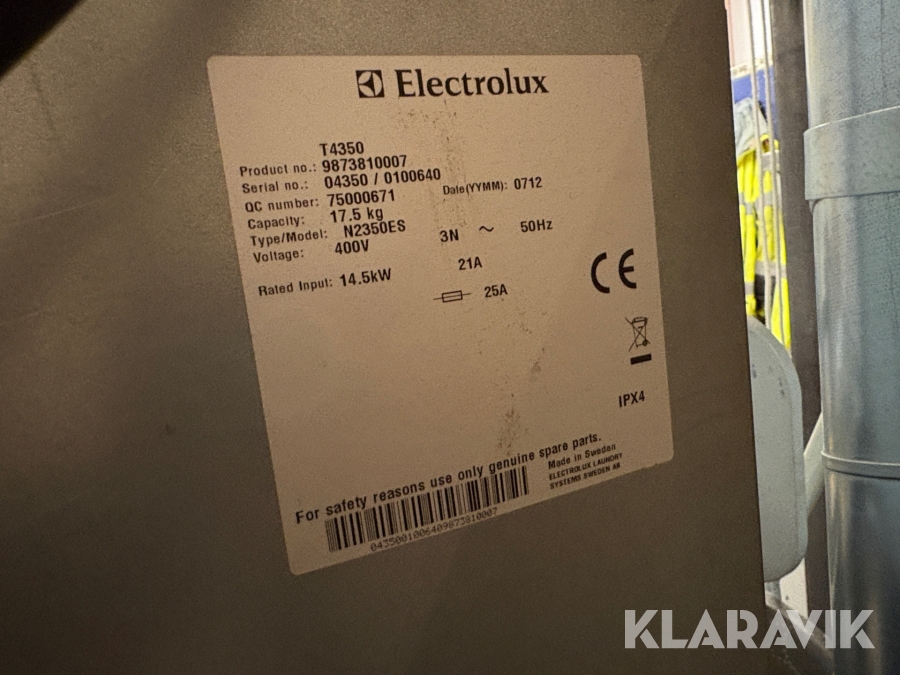 Electrolux
T4350
Product no.: 9873810007
Serial no.: 04350 / 0100640
QC number: 75000671 Date(YYMM): 0712
Capacity: 17.5 kg
Type/Model: N2350ES
Voltage: 400V 3N ~ 50Hz
21A
Rated Input: 14.5kW
25A
CE
IPX4
For safety reasons use only genuine spare parts.
Made in Sweden
ELECTROLUX LAUNDRY
SYSTEMS SWEDEN AB
0435001006409873810007
KLARAVIK